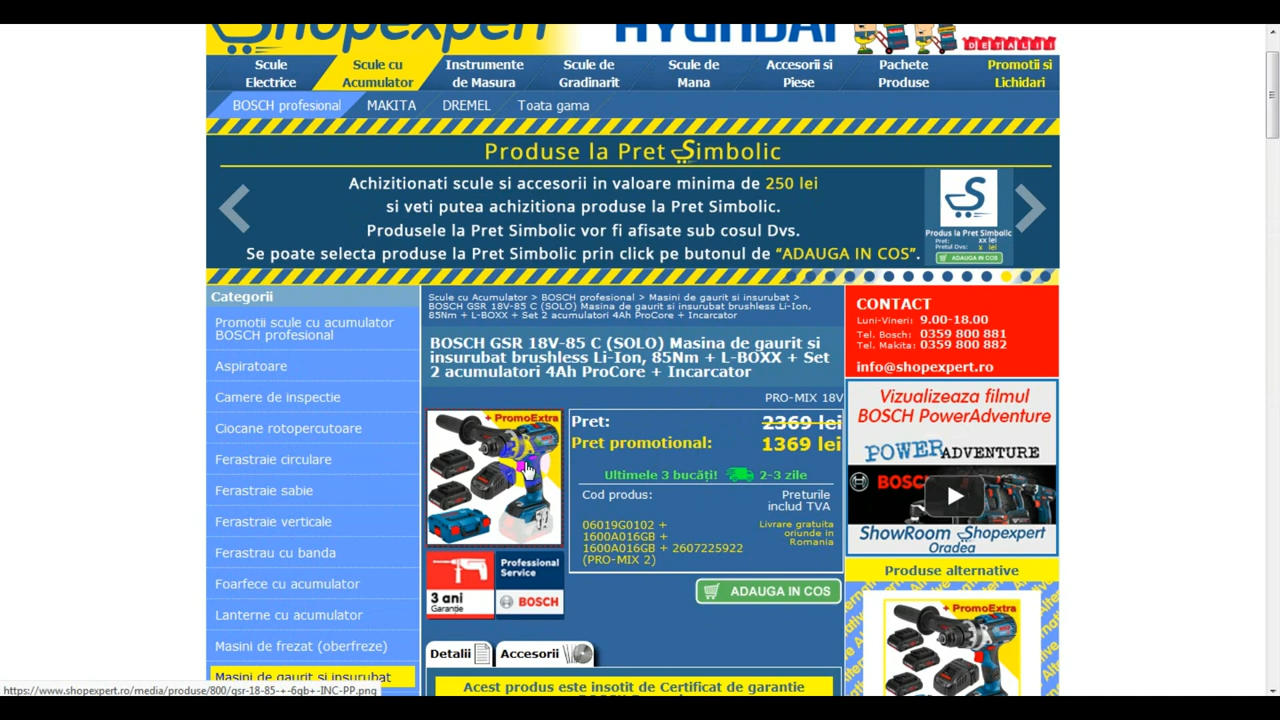 Shopexpert
HYUNDAI
DETALII
Scule
Electrice
Scule cu
Acumulator
Instrumente
de Masura
Scule de
Gradinarit
Scule de
Mana
Accesorii si
Piese
Pachete
Produse
Promotii si
Lichidari
BOSCH profesional
MAKITA
DREMEL
Toata gama
Produse la Pret Simbolic
Achizitionati scule si accesorii in valoare minima de 250 lei
si veti putea achizitiona produse la Pret Simbolic.
Produsele la Pret Simbolic vor fi afisate sub cosul Dvs.
Se poate selecta produse la Pret Simbolic prin click pe butonul de “ADAUGA IN COS”.
Produs la Pret Simbolic
Pret: xx lei
Pretul Dvs: x lei
ADAUGA IN COS
Categorii
Promotii scule cu acumulator
BOSCH profesional
Aspiratoare
Camere de inspectie
Ciocane rotopercutoare
Ferastraie circulare
Ferastraie sabie
Ferastraie verticale
Ferastrau cu banda
Foarfece cu acumulator
Lanterne cu acumulator
Masini de frezat (oberfreze)
Masini de gaurit si insurubat
Scule cu Acumulator > BOSCH profesional > Masini de gaurit si insurubat >
BOSCH GSR 18V-85 C (SOLO) Masina de gaurit si insurubat brushless Li-Ion,
85Nm + L-BOXX + Set 2 acumulatori 4Ah ProCore + Incarcator
BOSCH GSR 18V-85 C (SOLO) Masina de gaurit si
insurubat brushless Li-Ion, 85Nm + L-BOXX + Set
2 acumulatori 4Ah ProCore + Incarcator
PRO-MIX 18V
+ PromoExtra
Pret: 2369 lei
Pret promotional: 1369 lei
Ultimele 3 bucăți! 2-3 zile
Cod produs:
Preturile
includ TVA
06019G0102 +
1600A016GB +
1600A016GB + 2607225922
(PRO-MIX 2)
Livrare gratuita
oriunde in
Romania
3 ani
Garanție
Professional
Service
BOSCH
ADAUGA IN COS
Detalii
Accesorii
Acest produs este insotit de Certificat de garantie
CONTACT
Luni-Vineri: 9.00-18.00
Tel. Bosch: 0359 800 881
Tel. Makita: 0359 800 882
info@shopexpert.ro
Vizualizeaza filmul
BOSCH PowerAdventure
POWER ADVENTURE
BOSC
ShowRoom Shopexpert
Oradea
Produse alternative
+ PromoExtra
https://www.shopexpert.ro/media/produse/800/gsr-18-85-+-6gb+-INC-PP.png